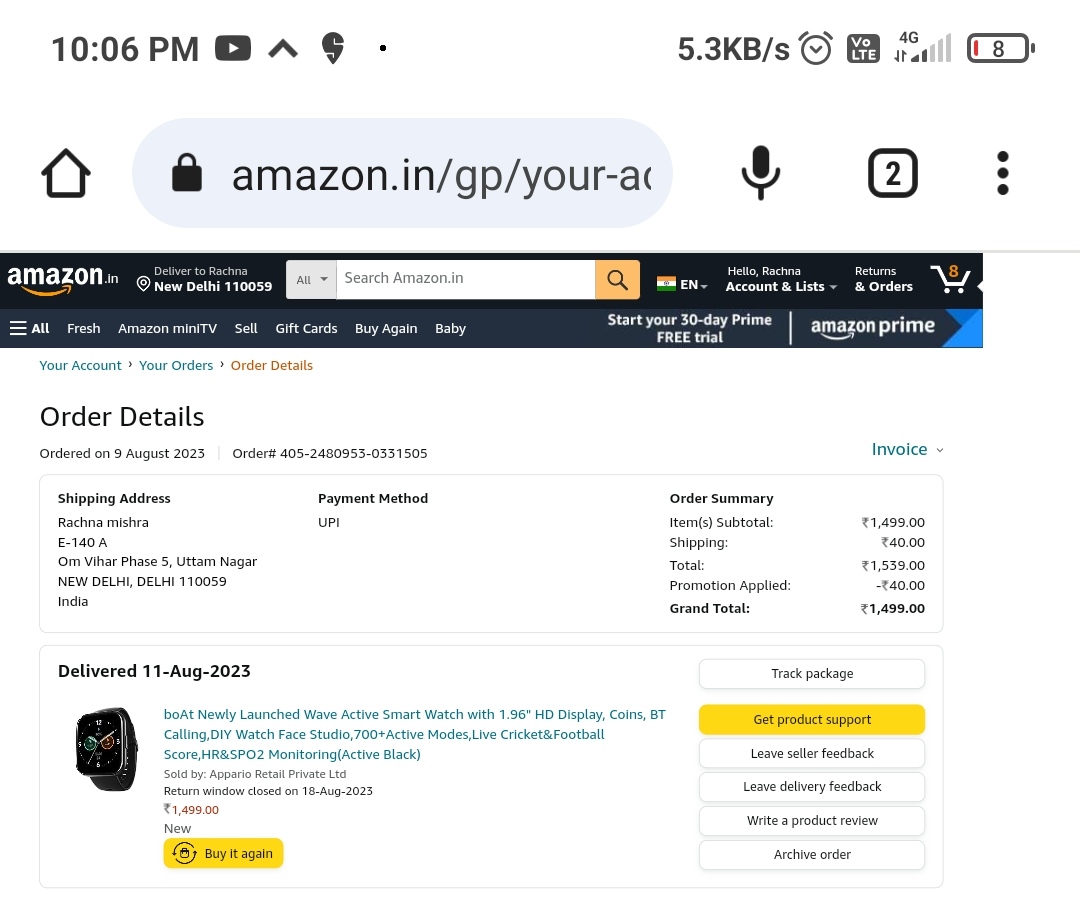 10:06 PM
5.3KB/s Vo LTE 4G 8
amazon.in/gp/your-ac
2
amazon.in
Deliver to Rachna
New Delhi 110059
All
Search Amazon.in
EN
Hello, Rachna
Account & Lists
Returns
& Orders
8
All Fresh Amazon miniTV Sell Gift Cards Buy Again Baby
Start your 30-day Prime
FREE trial
amazon prime
Your Account › Your Orders › Order Details
Order Details
Ordered on 9 August 2023 | Order# 405-2480953-0331505
Invoice
Shipping Address
Rachna mishra
E-140 A
Om Vihar Phase 5, Uttam Nagar
NEW DELHI, DELHI 110059
India
Payment Method
UPI
Order Summary
Item(s) Subtotal: ₹1,499.00
Shipping: ₹40.00
Total: ₹1,539.00
Promotion Applied: -₹40.00
Grand Total: ₹1,499.00
Delivered 11-Aug-2023
boAt Newly Launched Wave Active Smart Watch with 1.96" HD Display, Coins, BT
Calling,DIY Watch Face Studio,700+Active Modes,Live Cricket&Football
Score,HR&SPO2 Monitoring(Active Black)
Sold by: Appario Retail Private Ltd
Return window closed on 18-Aug-2023
₹1,499.00
New
Buy it again
Track package
Get product support
Leave seller feedback
Leave delivery feedback
Write a product review
Archive order